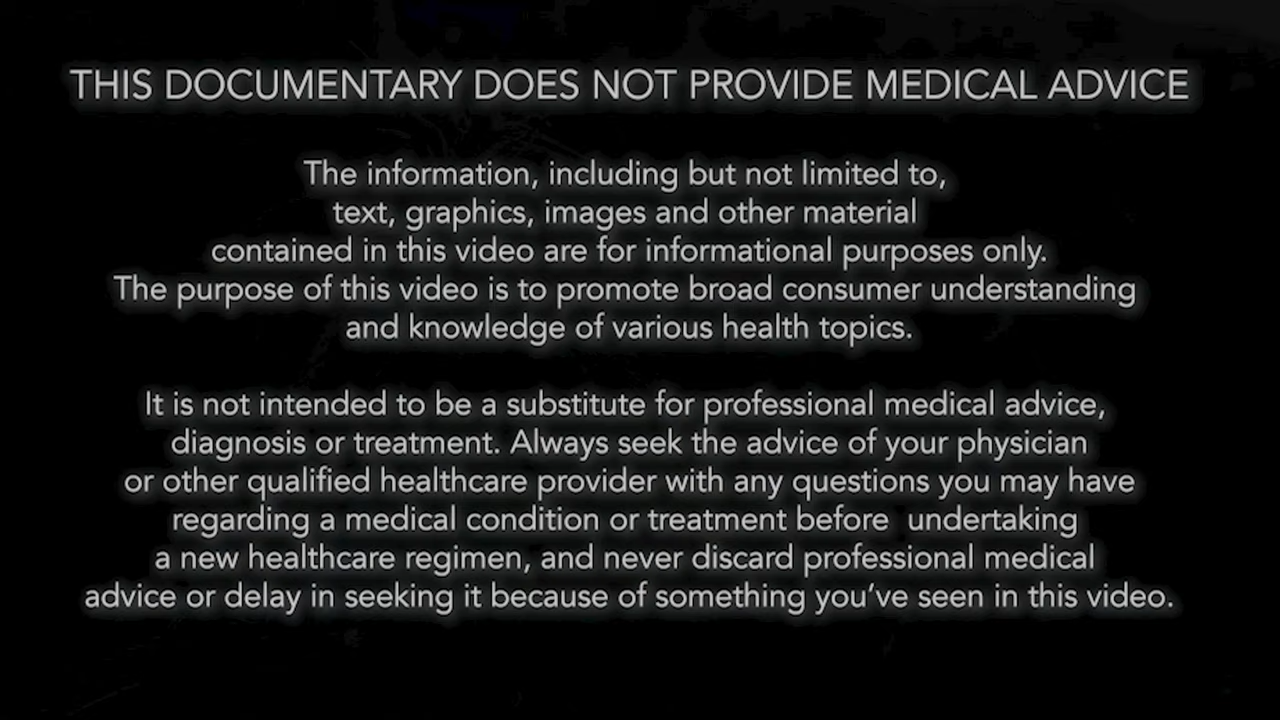 THIS DOCUMENTARY DOES NOT PROVIDE MEDICAL ADVICE
The information, including but not limited to,
text, graphics, images and other material
contained in this video are for informational purposes only.
The purpose of this video is to promote broad consumer understanding
and knowledge of various health topics.
It is not intended to be a substitute for professional medical advice,
diagnosis or treatment. Always seek the advice of your physician
or other qualified healthcare provider with any questions you may have
regarding a medical condition or treatment before  undertaking
a new healthcare regimen, and never discard professional medical
advice or delay in seeking it because of something you’ve seen in this video.